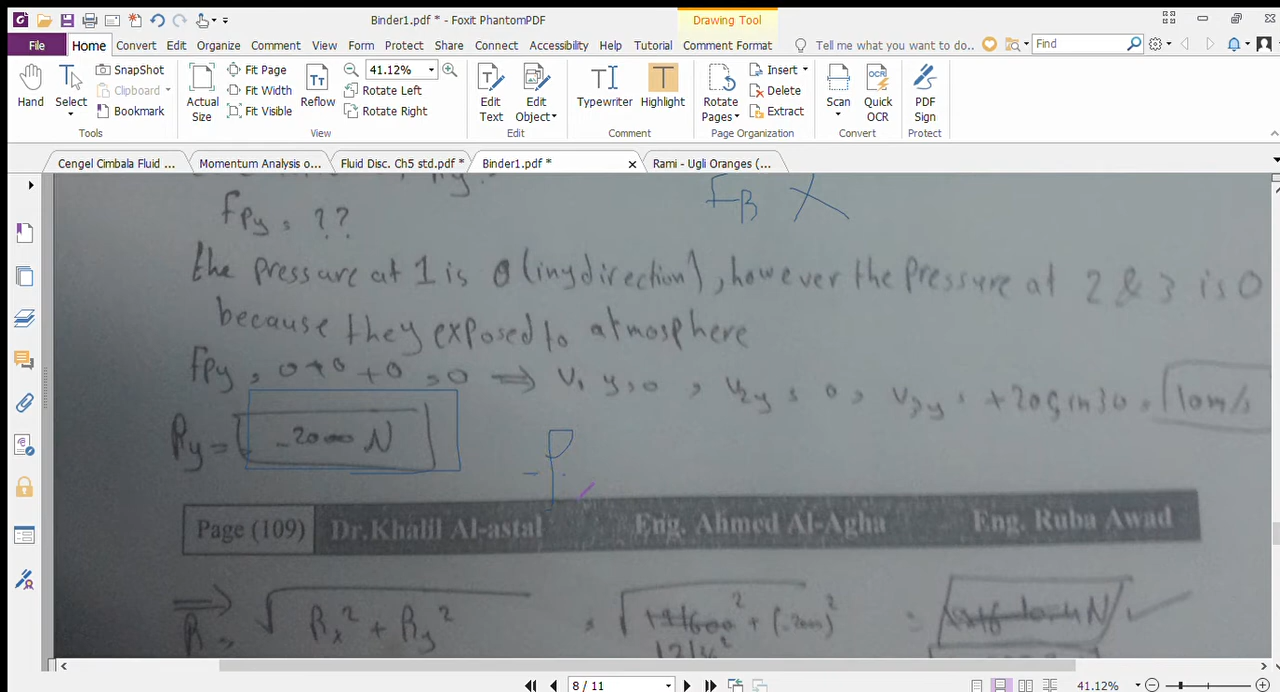 Binder1.pdf * - Foxit PhantomPDF
Drawing Tool
File Home Convert Edit Organize Comment View Form Protect Share Connect Accessibility Help Tutorial Comment Format Tell me what you want to do.. Find
Hand Select SnapShot Clipboard Bookmark
Actual Size Fit Page Fit Width Fit Visible Reflow 41.12% Rotate Left Rotate Right
Edit Text Edit Object Typewriter Highlight Rotate Pages Insert Delete Extract Scan Quick OCR PDF Sign
Tools View Edit Comment Page Organization Convert Protect
Cengel Cimbala Fluid ... Momentum Analysis o... Fluid Disc. Ch5 std.pdf * Binder1.pdf * Rami - Ugli Oranges (...
FB X
Fpy = ??
the pressure at 1 is 0 (in y direction), however the Pressure at 2 & 3 is 0
because they exposed to atmosphere
Fpy = 0+0+0 = 0 ⇒ V1y=0, V2y = 0, V3y = +20 sin 30 = 10 m/s
Ry = -2000 N
Page (109) Dr.Khalil Al-astal Eng. Ahmed Al-Agha Eng. Ruba Awad
R = √Rx² + Ry²
8 / 11
41.12%